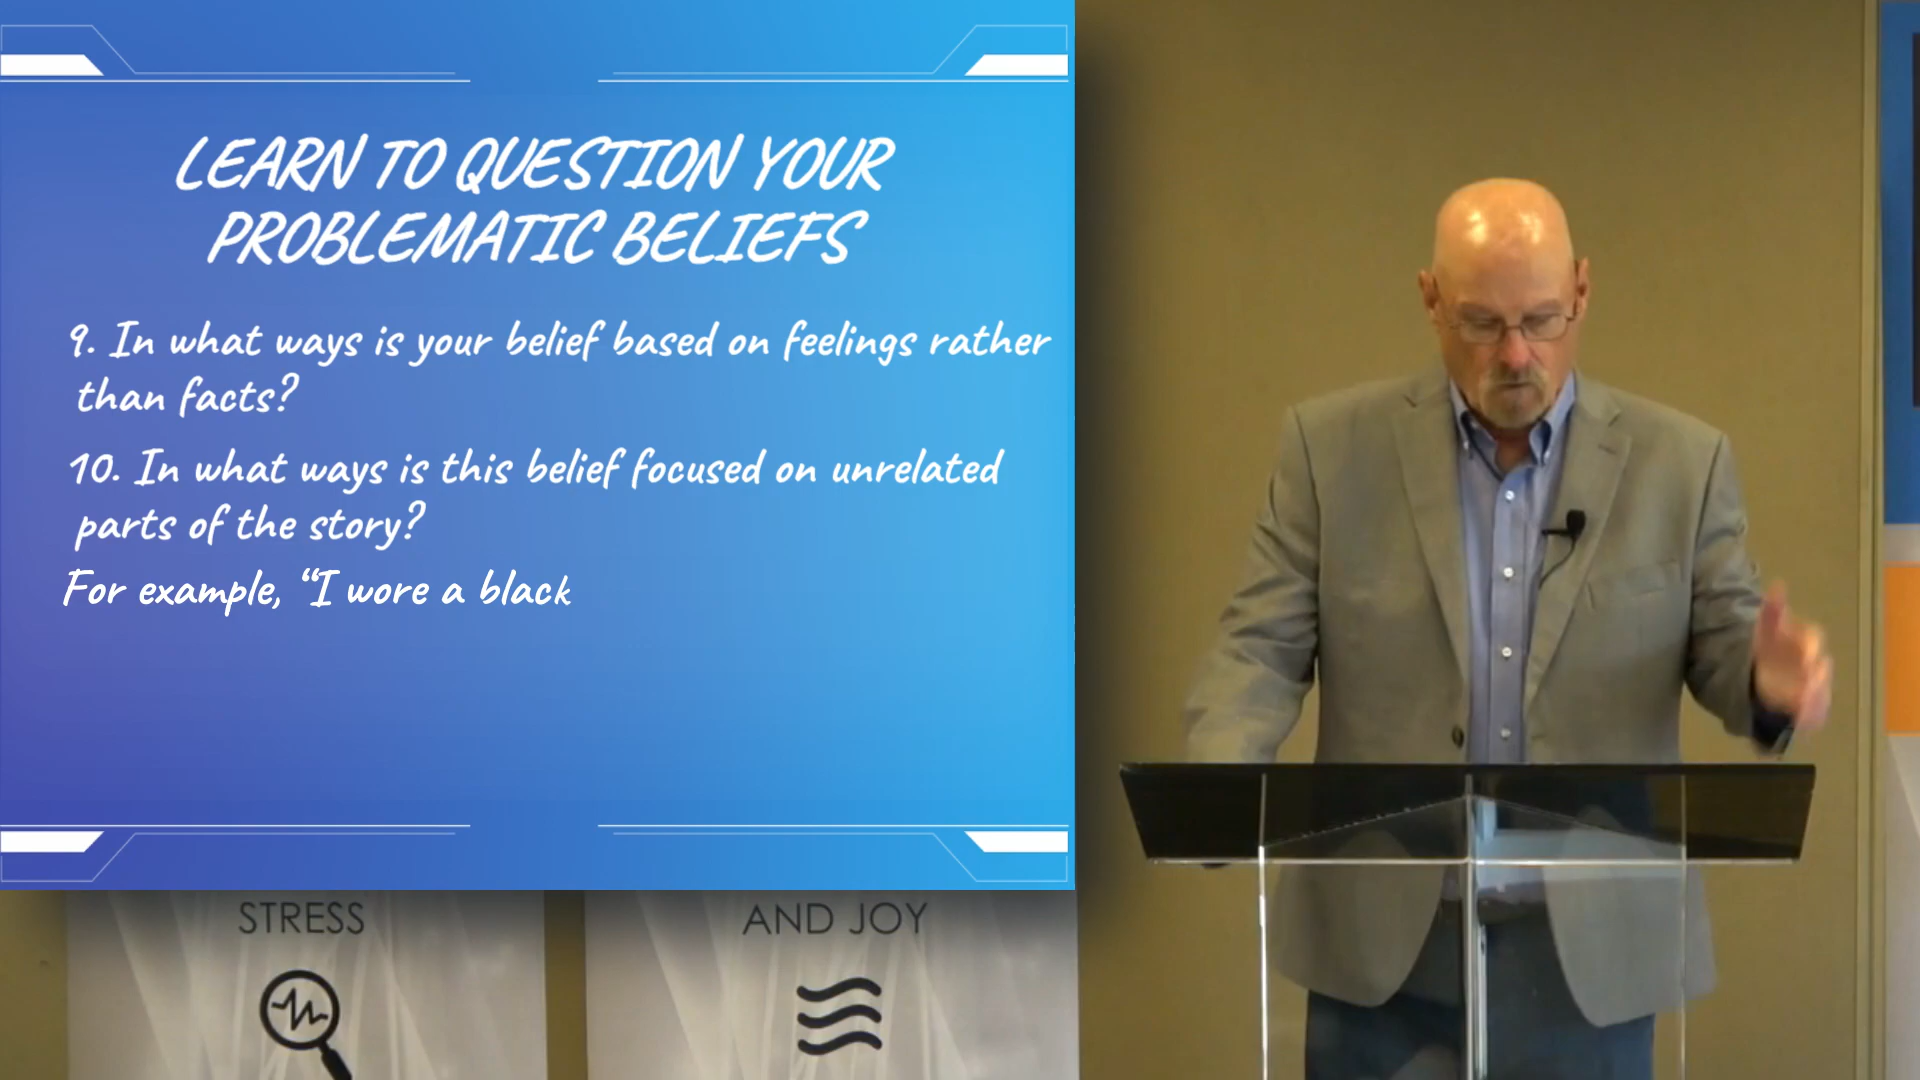 LEARN TO QUESTION YOUR
PROBLEMATIC BELIEFS
9. In what ways is your belief based on feelings rather
than facts?
10. In what ways is this belief focused on unrelated
parts of the story?
For example, “I wore a black
STRESS
AND JOY